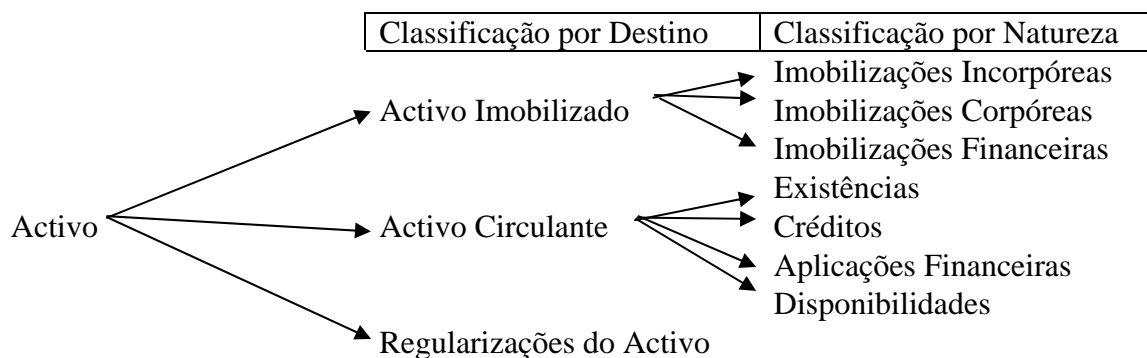 Classificação por Destino Classificação por Natureza
Imobilizações Incorpóreas
Activo Imobilizado Imobilizações Corpóreas
Imobilizações Financeiras
Existências
Activo Activo Circulante Créditos
Aplicações Financeiras
Disponibilidades
Regularizações do Activo